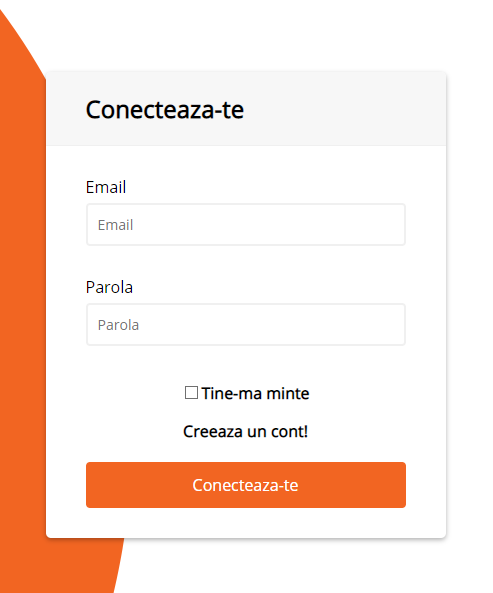 Conecteaza-te
Email
Email
Parola
Parola
Tine-ma minte
Creeaza un cont!
Conecteaza-te